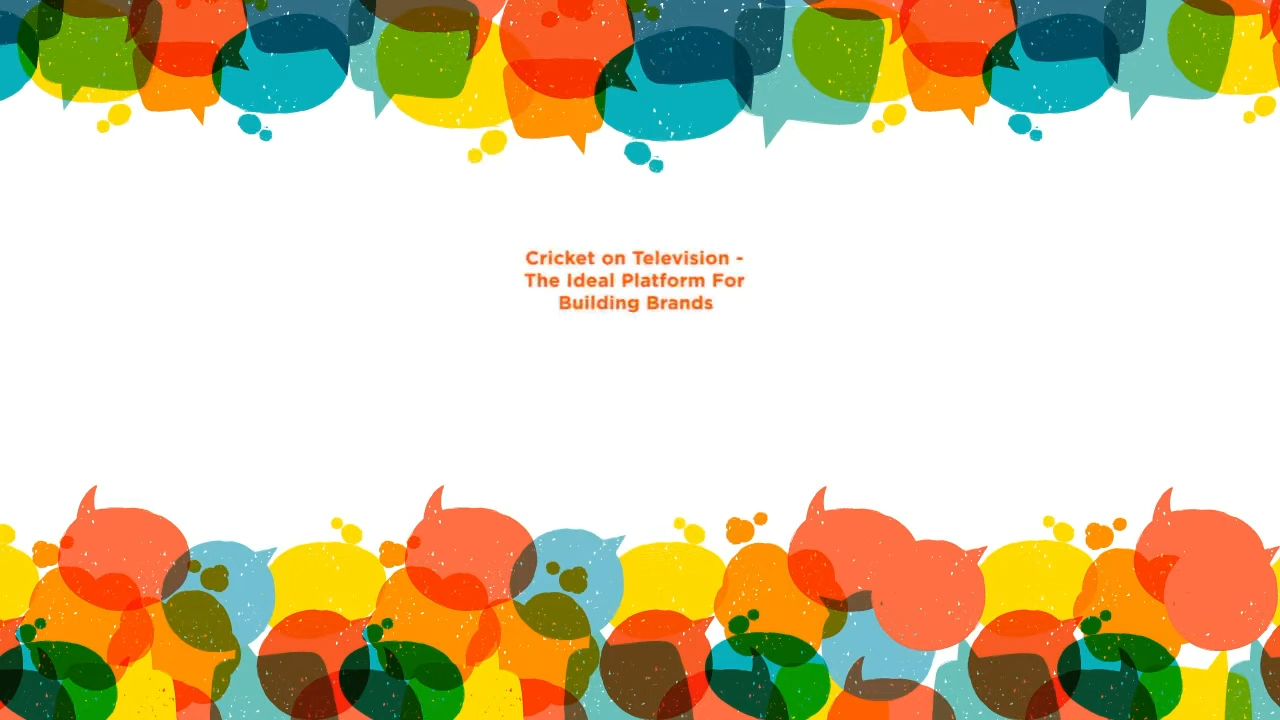 Cricket on Television -
The Ideal Platform For
Building Brands